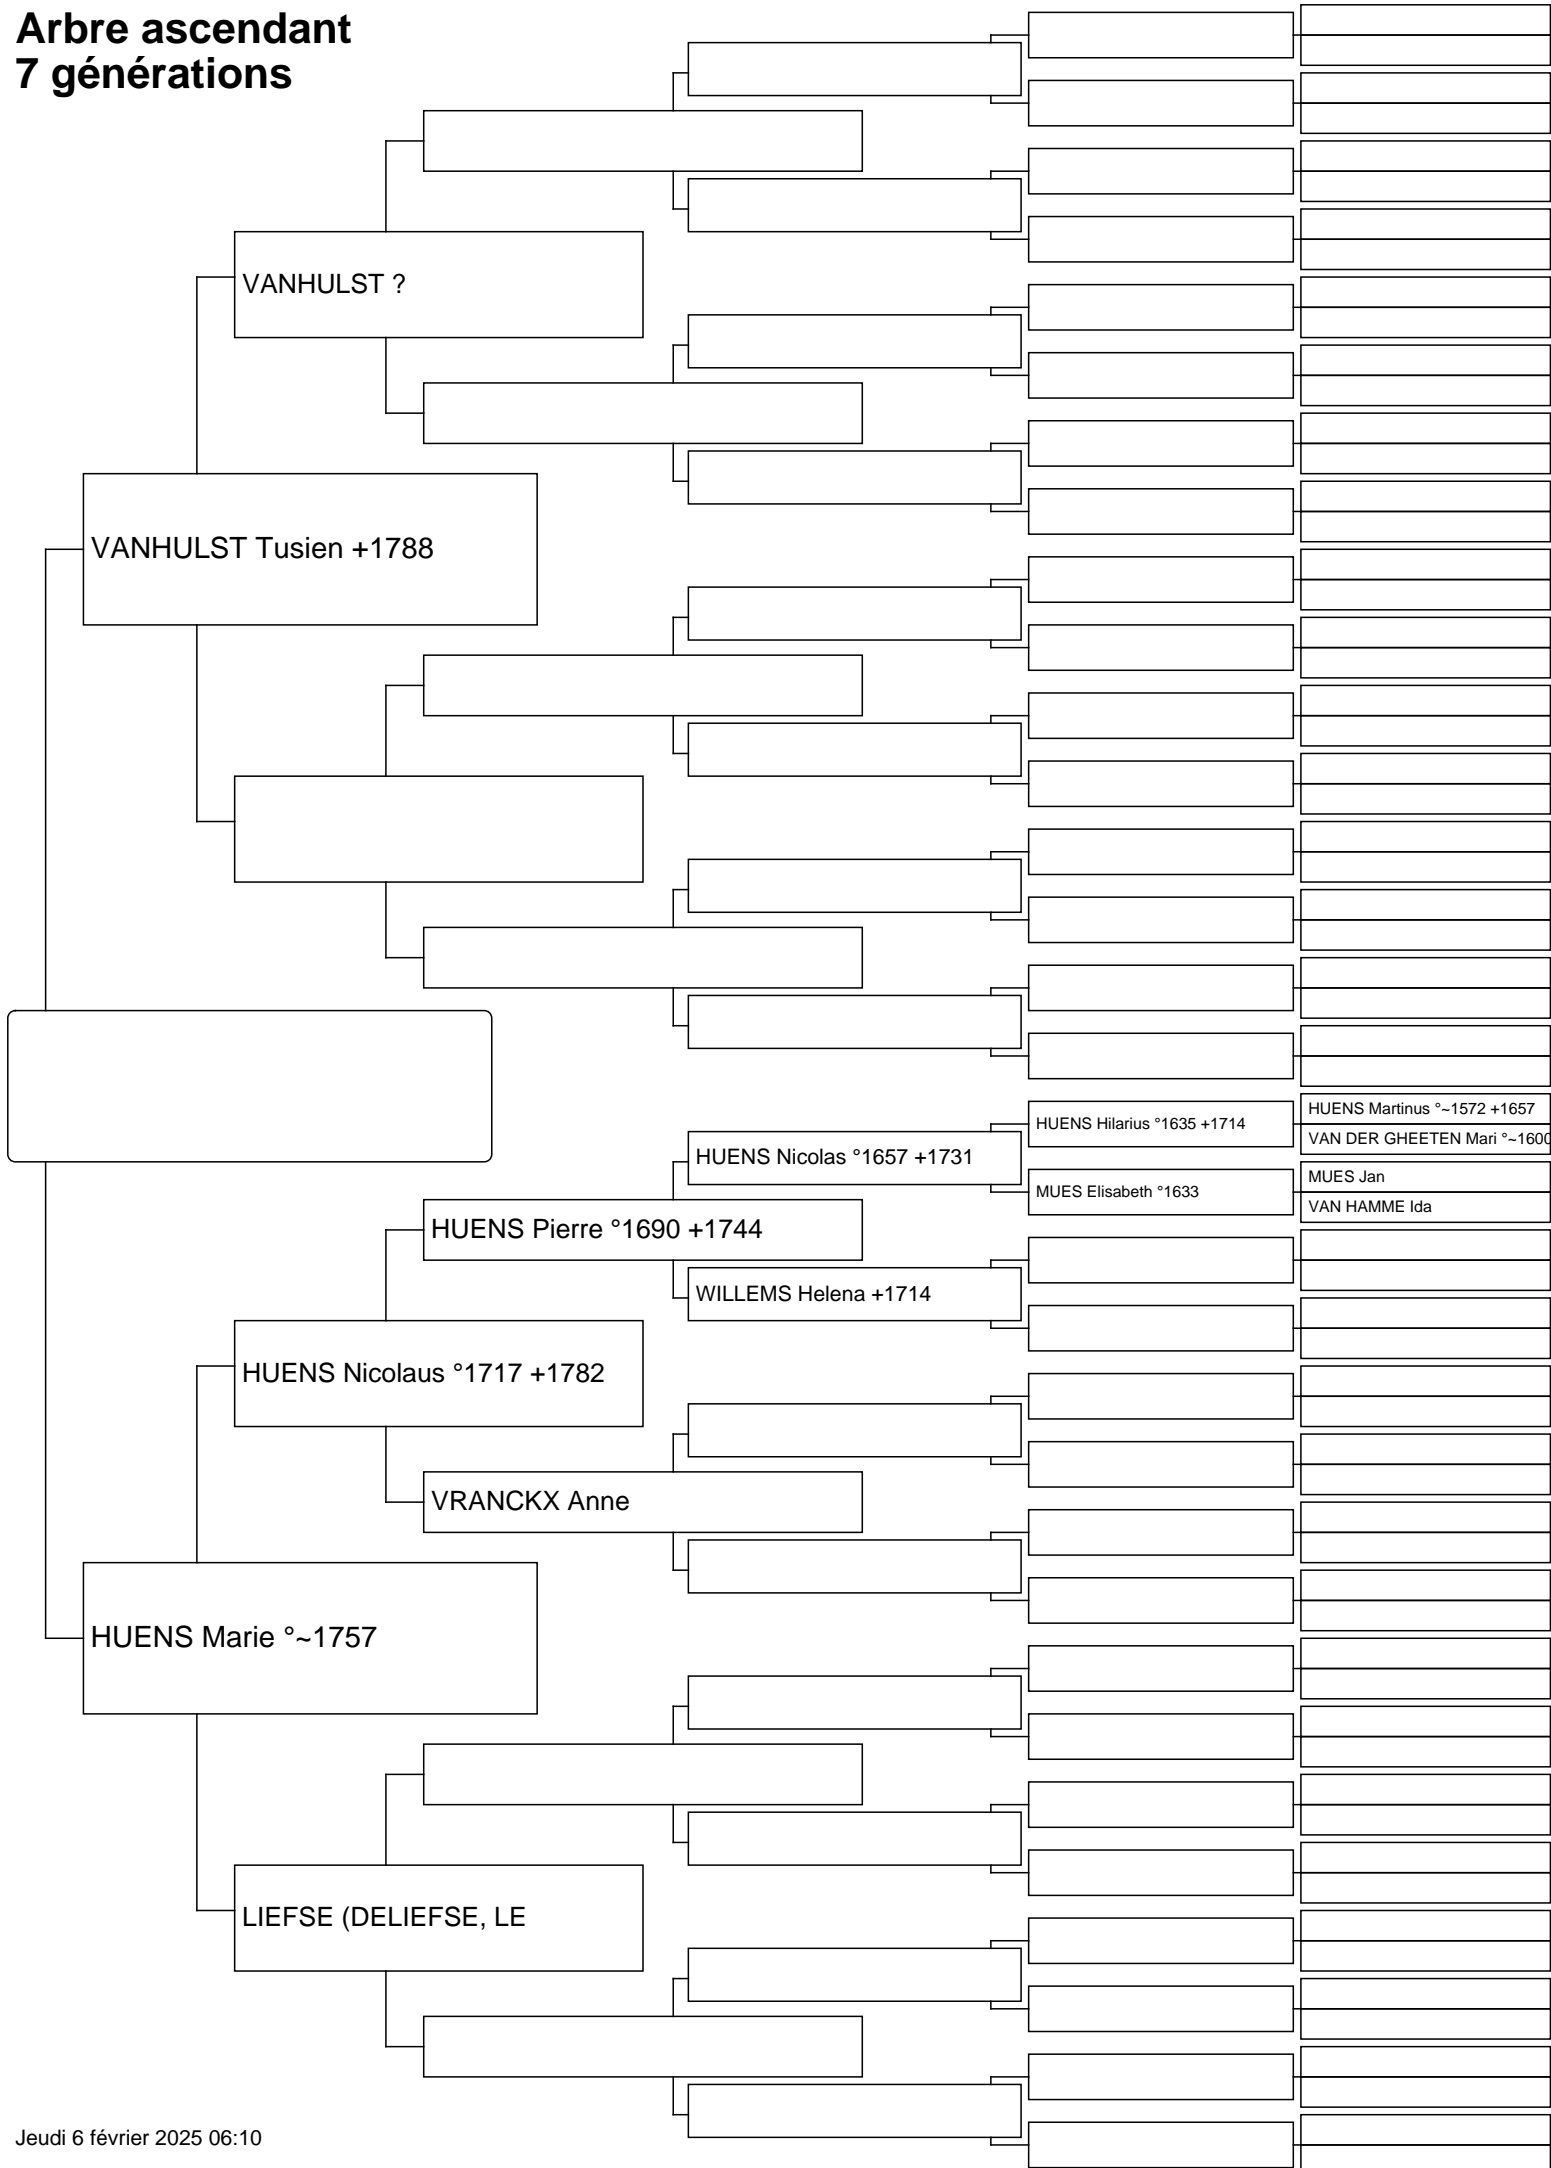 Arbre ascendant
7 générations
VANHULST ?
VANHULST Tusien +1788
HUENS Martinus °~1572 +1657
HUENS Hilarius °1635 +1714
VAN DER GHEETEN Mari °~1600
HUENS Nicolas °1657 +1731
MUES Jan
MUES Elisabeth °1633
VAN HAMME Ida
HUENS Pierre °1690 +1744
WILLEMS Helena +1714
HUENS Nicolaus °1717 +1782
VRANCKX Anne
HUENS Marie °~1757
LIEFSE (DELIEFSE, LE
Jeudi 6 février 2025 06:10